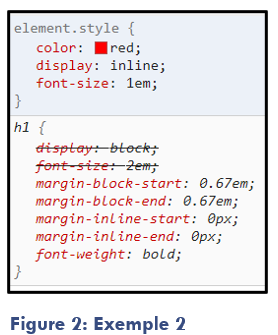 element.style {
color: red;
display: inline;
font-size: 1em;
}
h1 {
display: block;
font-size: 2em;
margin-block-start: 0.67em;
margin-block-end: 0.67em;
margin-inline-start: 0px;
margin-inline-end: 0px;
font-weight: bold;
}
Figure 2: Exemple 2